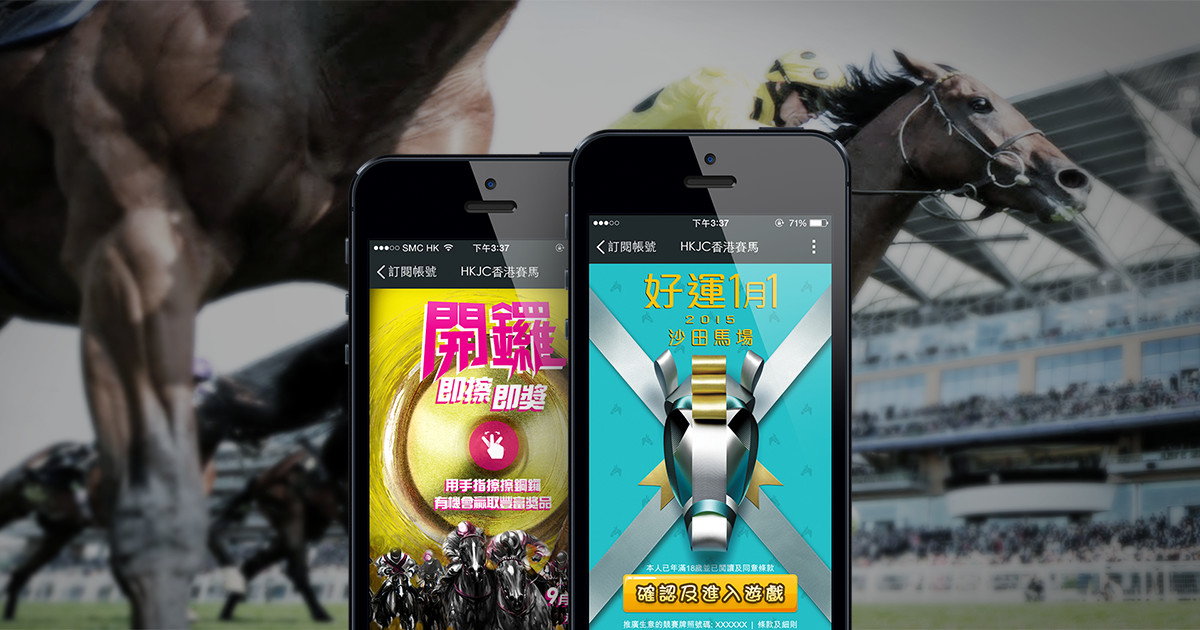 SMC HK 下午3:37
訂閱帳號 HKJC香港賽馬
開鑼
即擦即獎
用手指擦擦銅鑼
有機會贏取豐富獎品
9月
下午3:37 71%
訂閱帳號 HKJC香港賽馬
好運1月1
2015
沙田馬場
本人已年滿18歲並已閱讀及同意條款
確認及進入遊戲
推廣生意的競賽牌照號碼: XXXXXX | 條款及細則